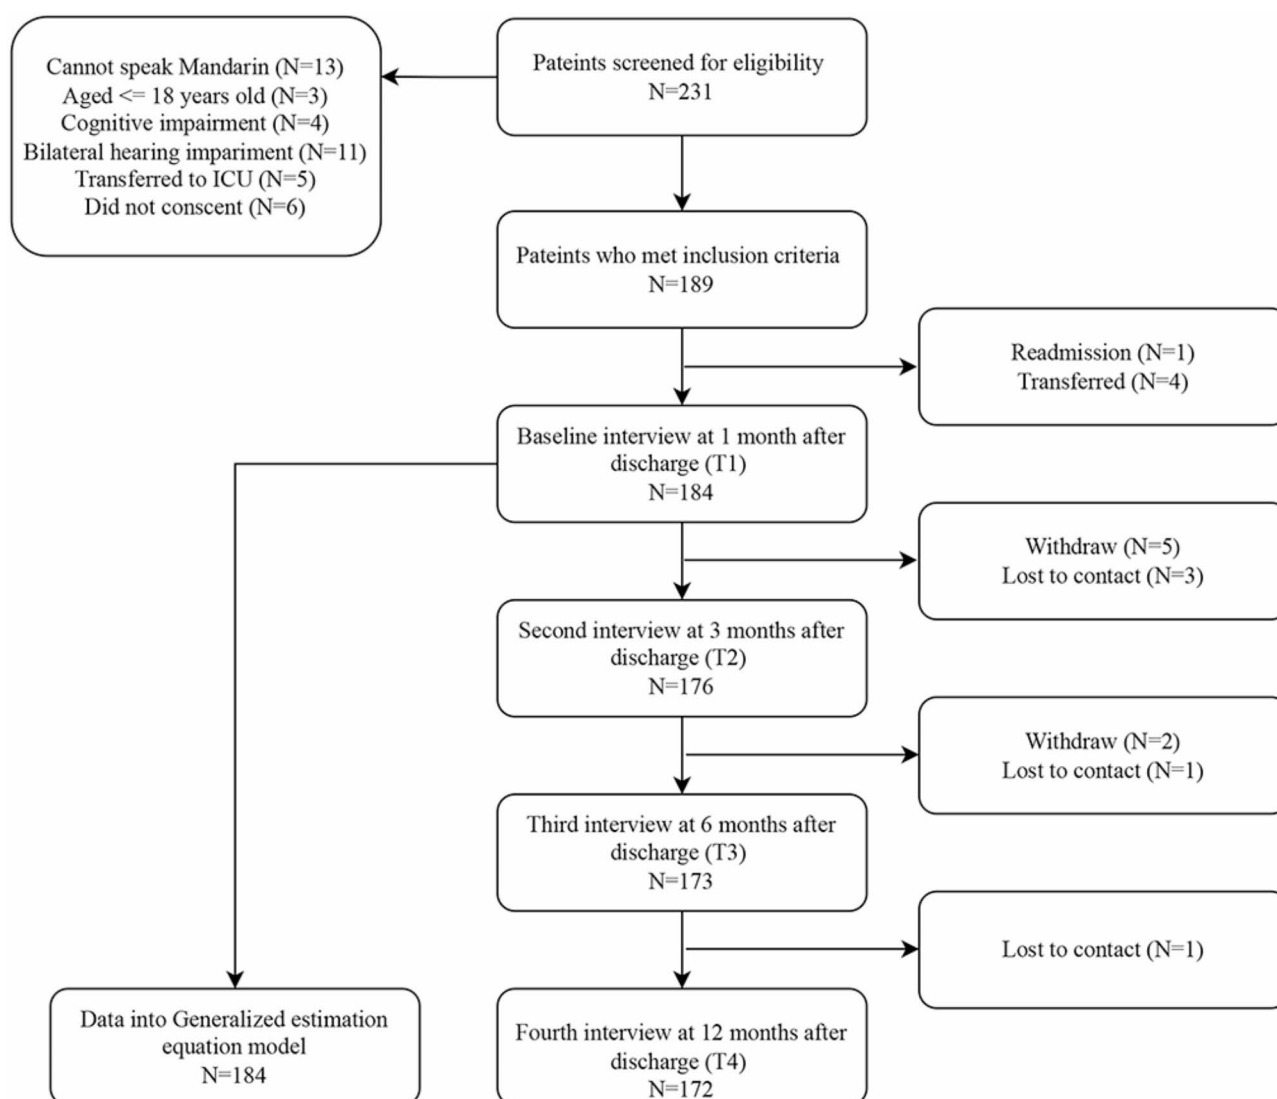 Cannot speak Mandarin (N=13)
Aged <= 18 years old (N=3)
Cognitive impairment (N=4)
Bilateral hearing impariment (N=11)
Transferred to ICU (N=5)
Did not conscent (N=6)
Pateints screened for eligibility
N=231
Pateints who met inclusion criteria
N=189
Readmission (N=1)
Transferred (N=4)
Baseline interview at 1 month after
discharge (T1)
N=184
Withdraw (N=5)
Lost to contact (N=3)
Second interview at 3 months after
discharge (T2)
N=176
Withdraw (N=2)
Lost to contact (N=1)
Third interview at 6 months after
discharge (T3)
N=173
Lost to contact (N=1)
Data into Generalized estimation
equation model
N=184
Fourth interview at 12 months after
discharge (T4)
N=172